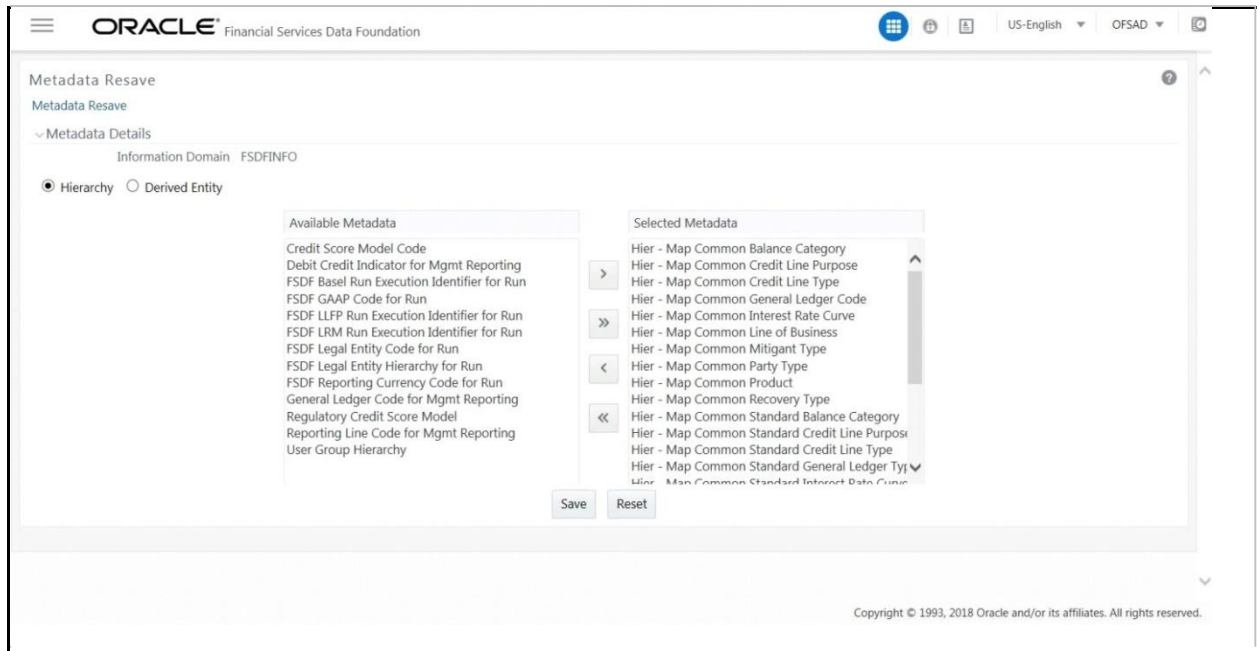 ORACLE® Financial Services Data Foundation
US-English
OFSAD
Metadata Resave
Metadata Resave
Metadata Details
Information Domain FSDFINFO
Hierarchy Derived Entity
Available Metadata
Credit Score Model Code
Debit Credit Indicator for Mgmt Reporting
FSDF Basel Run Execution Identifier for Run
FSDF GAAP Code for Run
FSDF LLFP Run Execution Identifier for Run
FSDF LRM Run Execution Identifier for Run
FSDF Legal Entity Code for Run
FSDF Legal Entity Hierarchy for Run
FSDF Reporting Currency Code for Run
General Ledger Code for Mgmt Reporting
Regulatory Credit Score Model
Reporting Line Code for Mgmt Reporting
User Group Hierarchy
Selected Metadata
Hier - Map Common Balance Category
Hier - Map Common Credit Line Purpose
Hier - Map Common Credit Line Type
Hier - Map Common General Ledger Code
Hier - Map Common Interest Rate Curve
Hier - Map Common Line of Business
Hier - Map Common Mitigant Type
Hier - Map Common Party Type
Hier - Map Common Product
Hier - Map Common Recovery Type
Hier - Map Common Standard Balance Category
Hier - Map Common Standard Credit Line Purpose
Hier - Map Common Standard Credit Line Type
Hier - Map Common Standard General Ledger Typ
Hier - Map Common Standard Interest Rate Curve
Save Reset
Copyright © 1993, 2018 Oracle and/or its affiliates. All rights reserved.